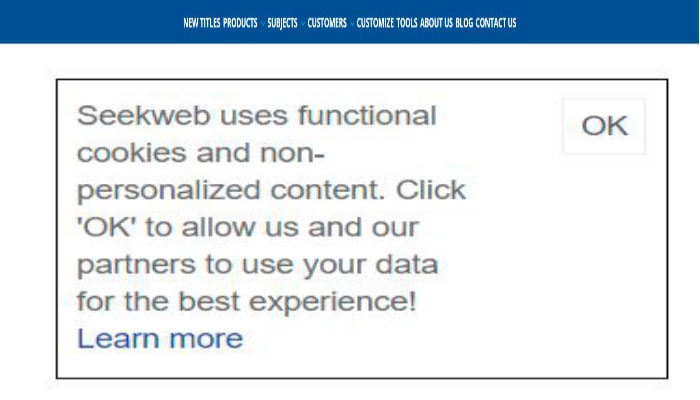 NEW TITLES PRODUCTS SUBJECTS CUSTOMERS CUSTOMIZE TOOLS ABOUT US BLOG CONTACT US
Seekweb uses functional
cookies and non-
personalized content. Click
'OK' to allow us and our
partners to use your data
for the best experience!
Learn more
OK